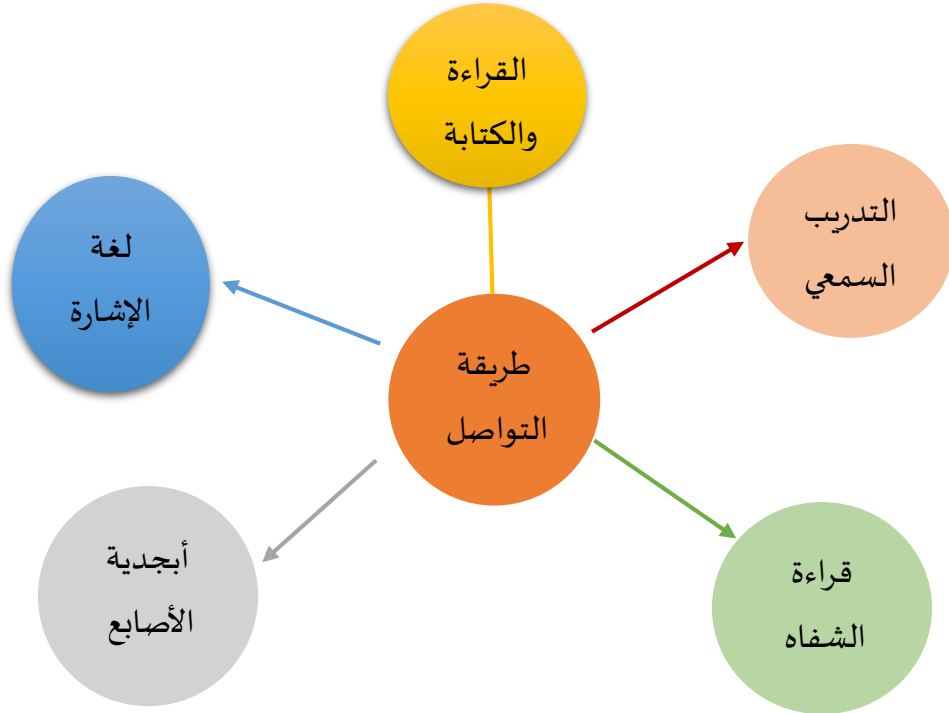 القراءة
والكتابة
التدريب
السمعي
لغة
الإشارة
طريقة
التواصل
أبجدية
الأصابع
قراءة
الشفاه